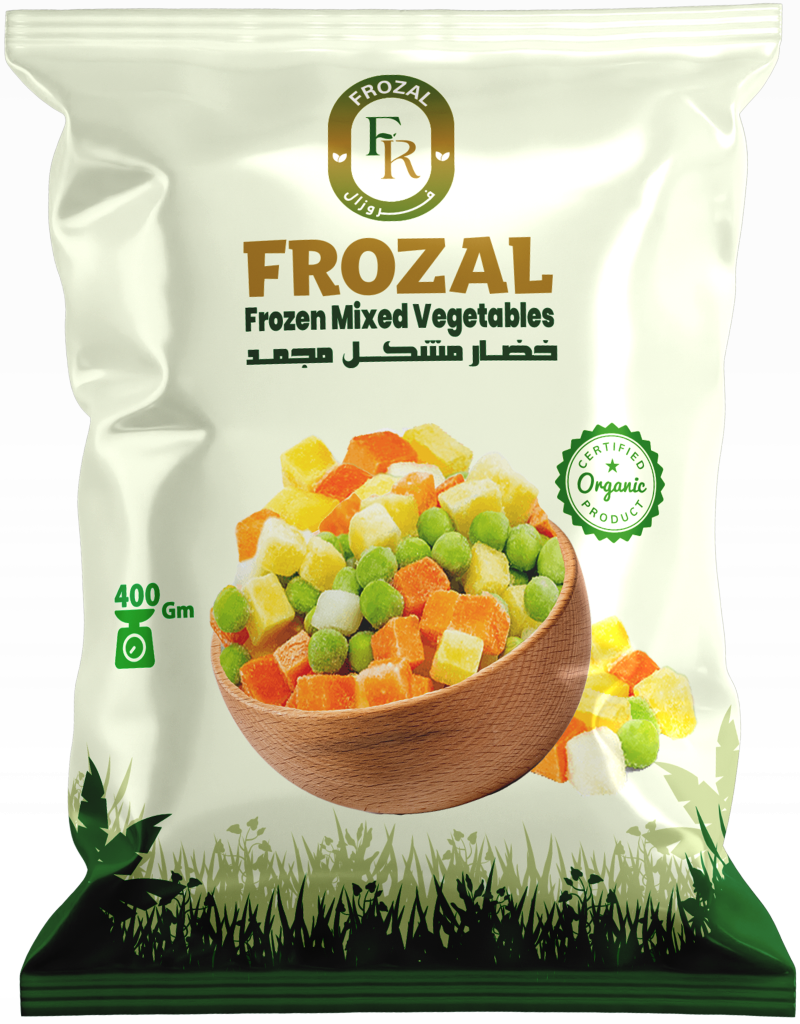 FROZAL
FR
فروزال
FROZAL
Frozen Mixed Vegetables
خضار مشكل مجمد
CERTIFIED
Organic
PRODUCT
400 Gm